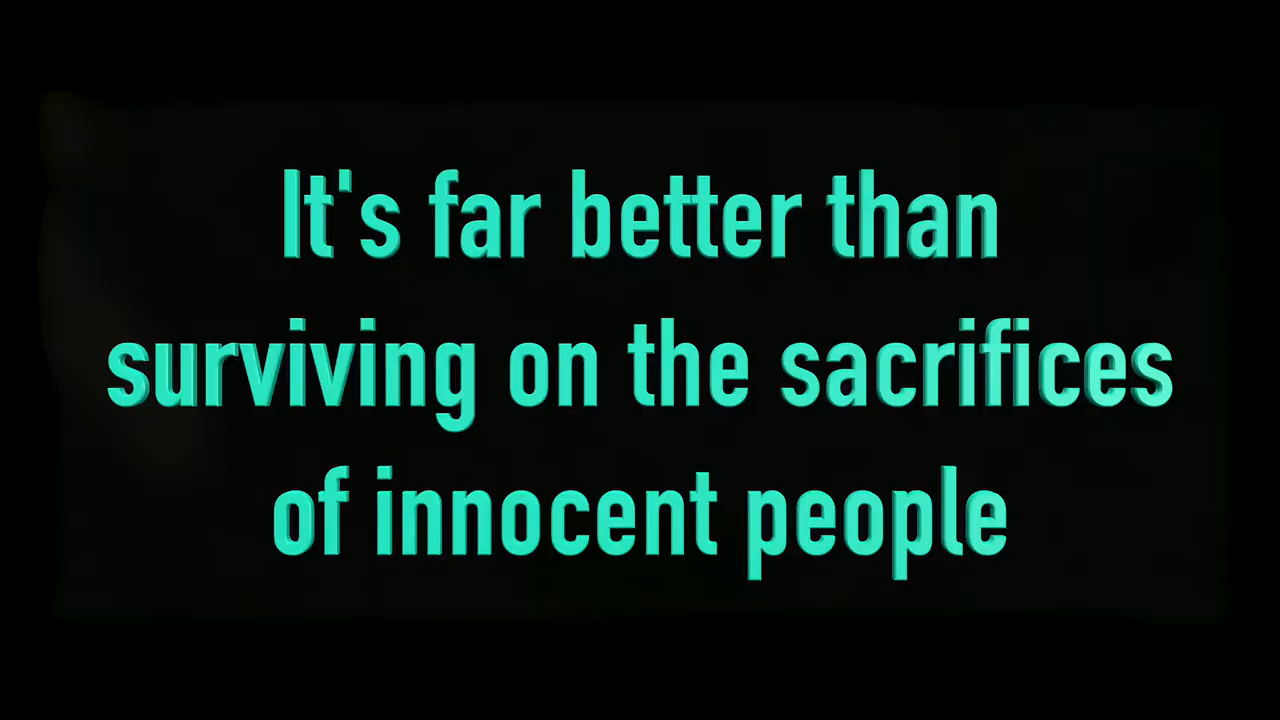 It's far better than
surviving on the sacrifices
of innocent people